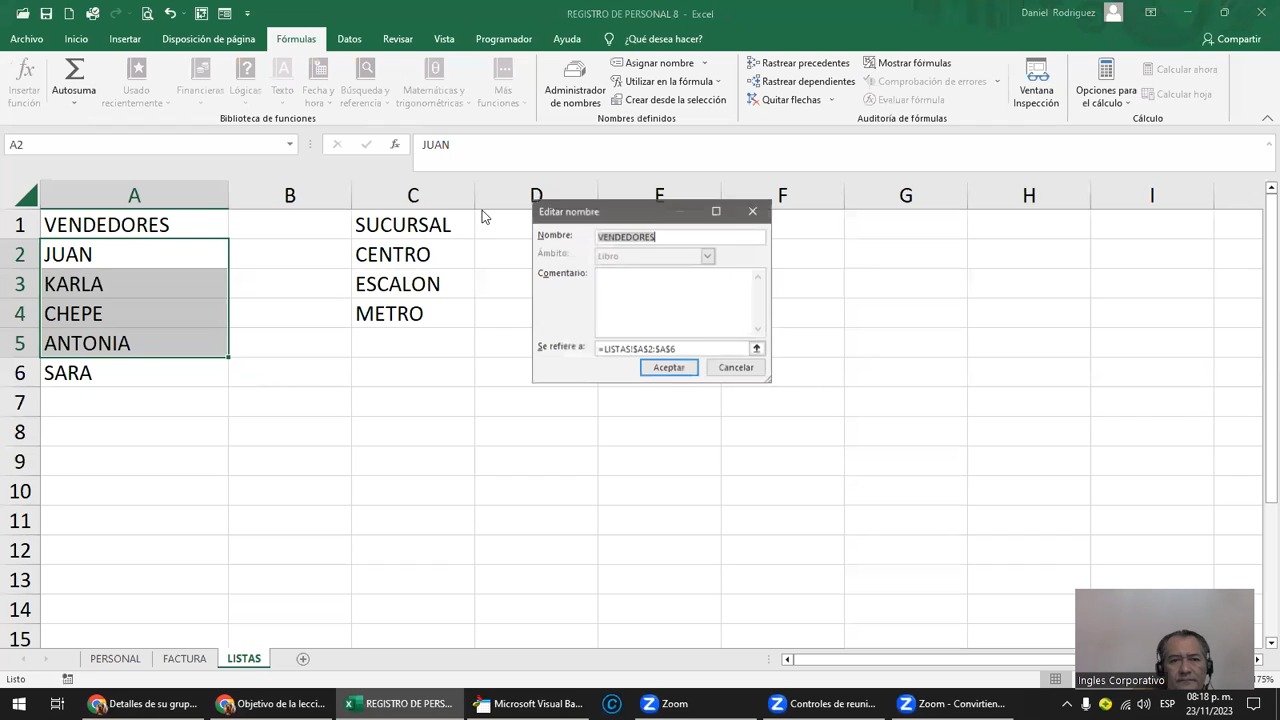 REGISTRO DE PERSONAL 8 - Excel
Daniel Rodriguez
Archivo Inicio Insertar Disposición de página Fórmulas Datos Revisar Vista Programador Ayuda ¿Qué desea hacer? Compartir
Insertar función
Autosuma
Usado recientemente
Financieras
Lógicas
Texto
Fecha y hora
Búsqueda y referencia
Matemáticas y trigonométricas
Más funciones
Biblioteca de funciones
Administrador de nombres
Asignar nombre
Utilizar en la fórmula
Crear desde la selección
Nombres definidos
Rastrear precedentes
Rastrear dependientes
Quitar flechas
Mostrar fórmulas
Comprobación de errores
Evaluar fórmula
Auditoría de fórmulas
Ventana Inspección
Opciones para el cálculo
Calcular ahora
Calcular hoja
Cálculo
A2 fx JUAN
A B C D E F G H I
1 VENDEDORES SUCURSAL
2 JUAN CENTRO
3 KARLA ESCALON
4 CHEPE METRO
5 ANTONIA
6 SARA
7
8
9
10
11
12
13
14
15
Editar nombre
Nombre: VENDEDORES
Ámbito: Libro
Comentario:
Se refiere a: =LISTAS!$A$2:$A$6
Aceptar Cancelar
Ingles Corporativo
PERSONAL FACTURA LISTAS
Listo 175%
Detalles de su grup...
Objetivo de la lecci...
REGISTRO DE PERS...
Microsoft Visual Ba...
Zoom
Controles de reuni...
Zoom - Convirtien...
ESP
08:18 p. m.
23/11/2023